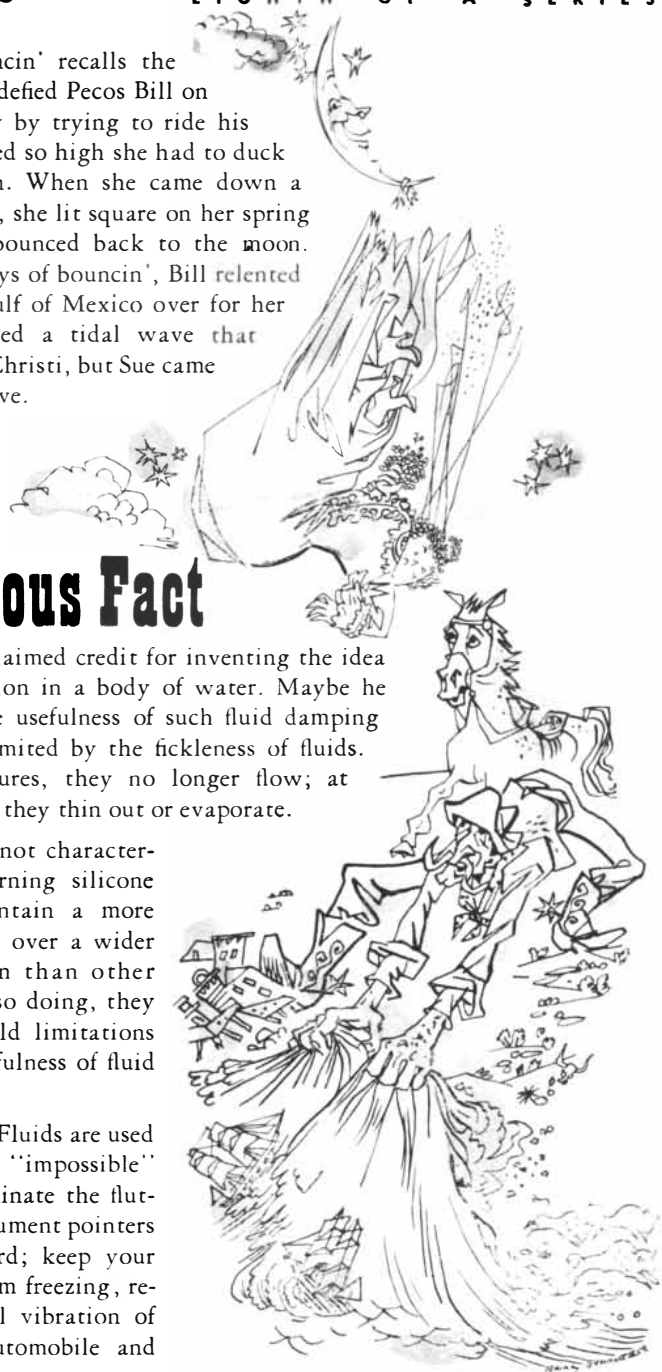 EIGHTH OF A SERIES
ncin' recalls the
defied Pecos Bill on
y by trying to ride his
ed so high she had to duck
n. When she came down a
, she lit square on her spring
bounced back to the moon.
ys of bouncin', Bill relented
ulf of Mexico over for her
ed a tidal wave that
Christi, but Sue came
ve.
ous Fact
aimed credit for inventing the idea
ion in a body of water. Maybe he
e usefulness of such fluid damping
mited by the fickleness of fluids.
ures, they no longer flow; at
they thin out or evaporate.
not character-
rning silicone
ntain a more
over a wider
n than other
so doing, they
ld limitations
fulness of fluid
Fluids are used
"impossible"
inate the flut-
ument pointers
rd; keep your
m freezing, re-
l vibration of
utomobile and